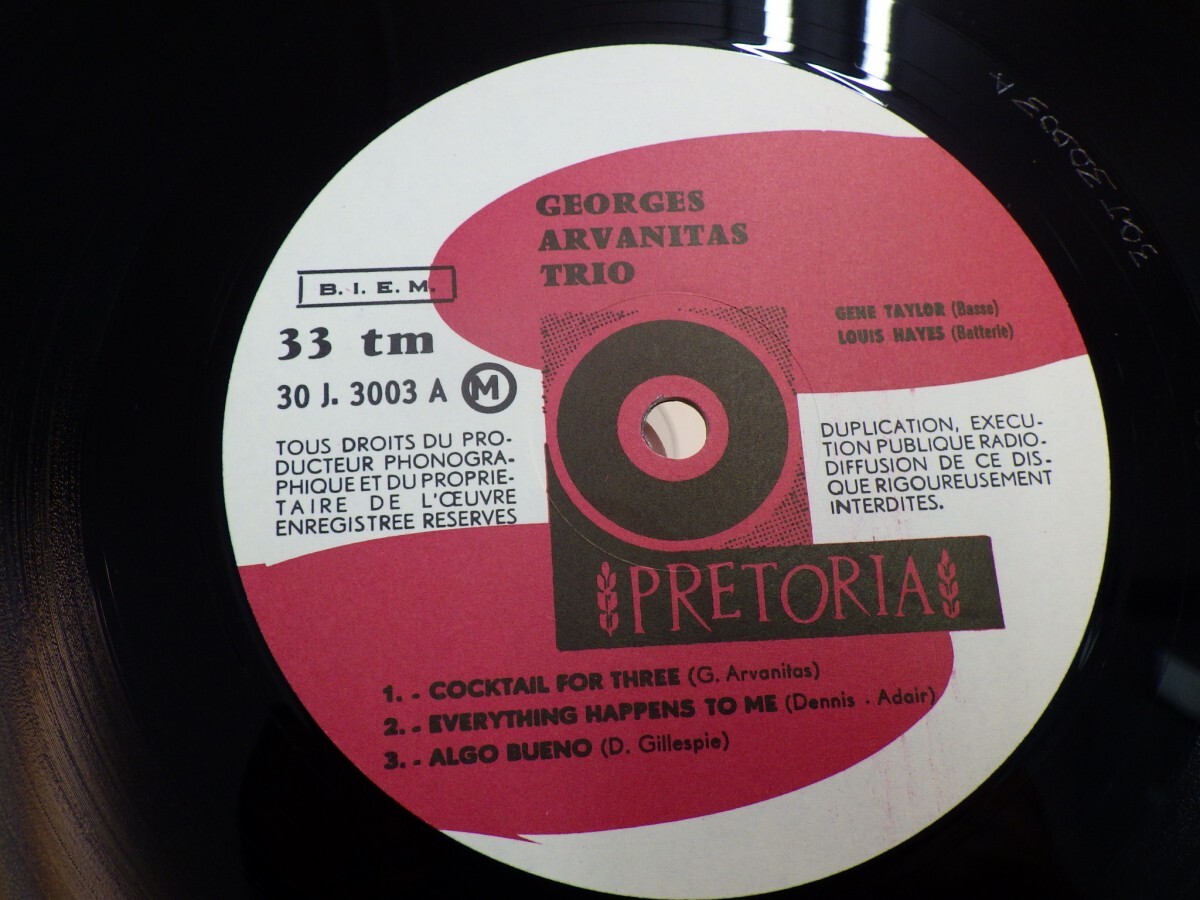 GEORGES
ARVANITAS
TRIO
GENE TAYLOR (Basse)
LOUIS HAYES (Batterie)
B. I. E. M.
33 tm
30 J. 3003 A M
TOUS DROITS DU PRO-
DUCTEUR PHONOGRA-
PHIQUE ET DU PROPRIE-
TAIRE DE L'ŒUVRE
ENREGISTREE RESERVES
DUPLICATION, EXECU-
TION PUBLIQUE RADIO-
DIFFUSION DE CE DIS-
QUE RIGOUREUSEMENT
INTERDITES.
PRETORIA
1. - COCKTAIL FOR THREE (G. Arvanitas)
2. - EVERYTHING HAPPENS TO ME (Dennis . Adair)
3. - ALGO BUENO (D. Gillespie)